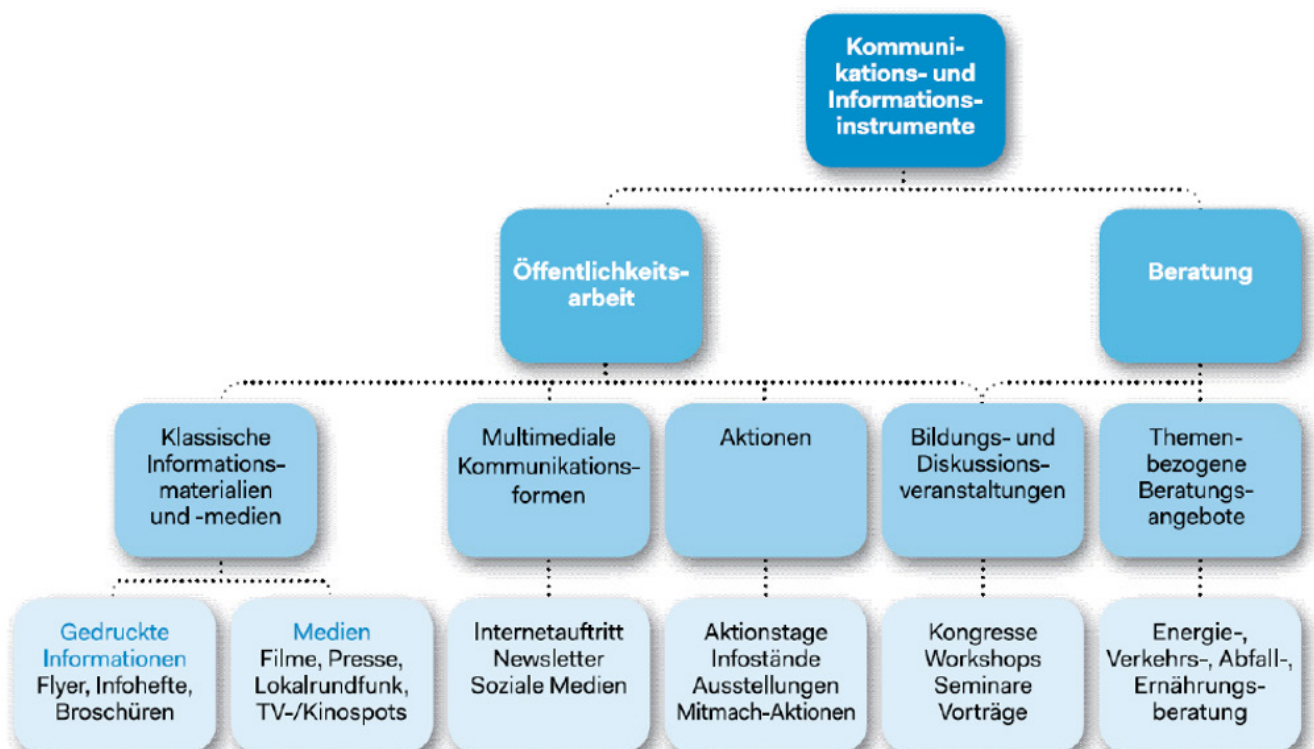 Kommuni-
kations- und
Informations-
instrumente
Öffentlichkeits-
arbeit
Beratung
Klassische
Informations-
materialien
und -medien
Multimediale
Kommunikations-
formen
Aktionen
Bildungs- und
Diskussions-
veranstaltungen
Themen-
bezogene
Beratungs-
angebote
Gedruckte
Informationen
Flyer, Infohefte,
Broschüren
Medien
Filme, Presse,
Lokalrundfunk,
TV-/Kinospots
Internetauftritt
Newsletter
Soziale Medien
Aktionstage
Infostände
Ausstellungen
Mitmach-Aktionen
Kongresse
Workshops
Seminare
Vorträge
Energie-,
Verkehrs-, Abfall-,
Ernährungs-
beratung